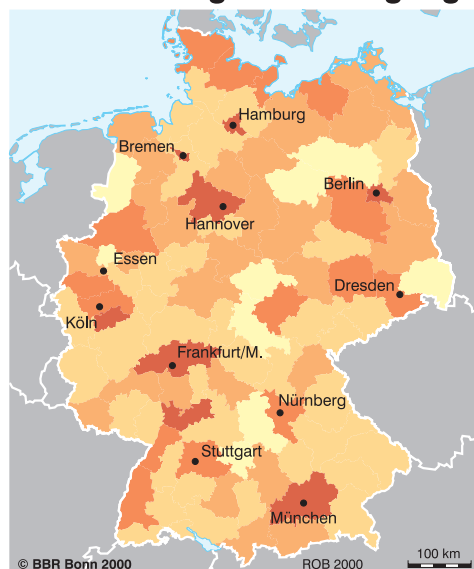 Hamburg
Bremen
Berlin
Hannover
Essen
Dresden
Köln
Frankfurt/M.
Nürnberg
Stuttgart
München
100 km
© BBR Bonn 2000
ROB 2000